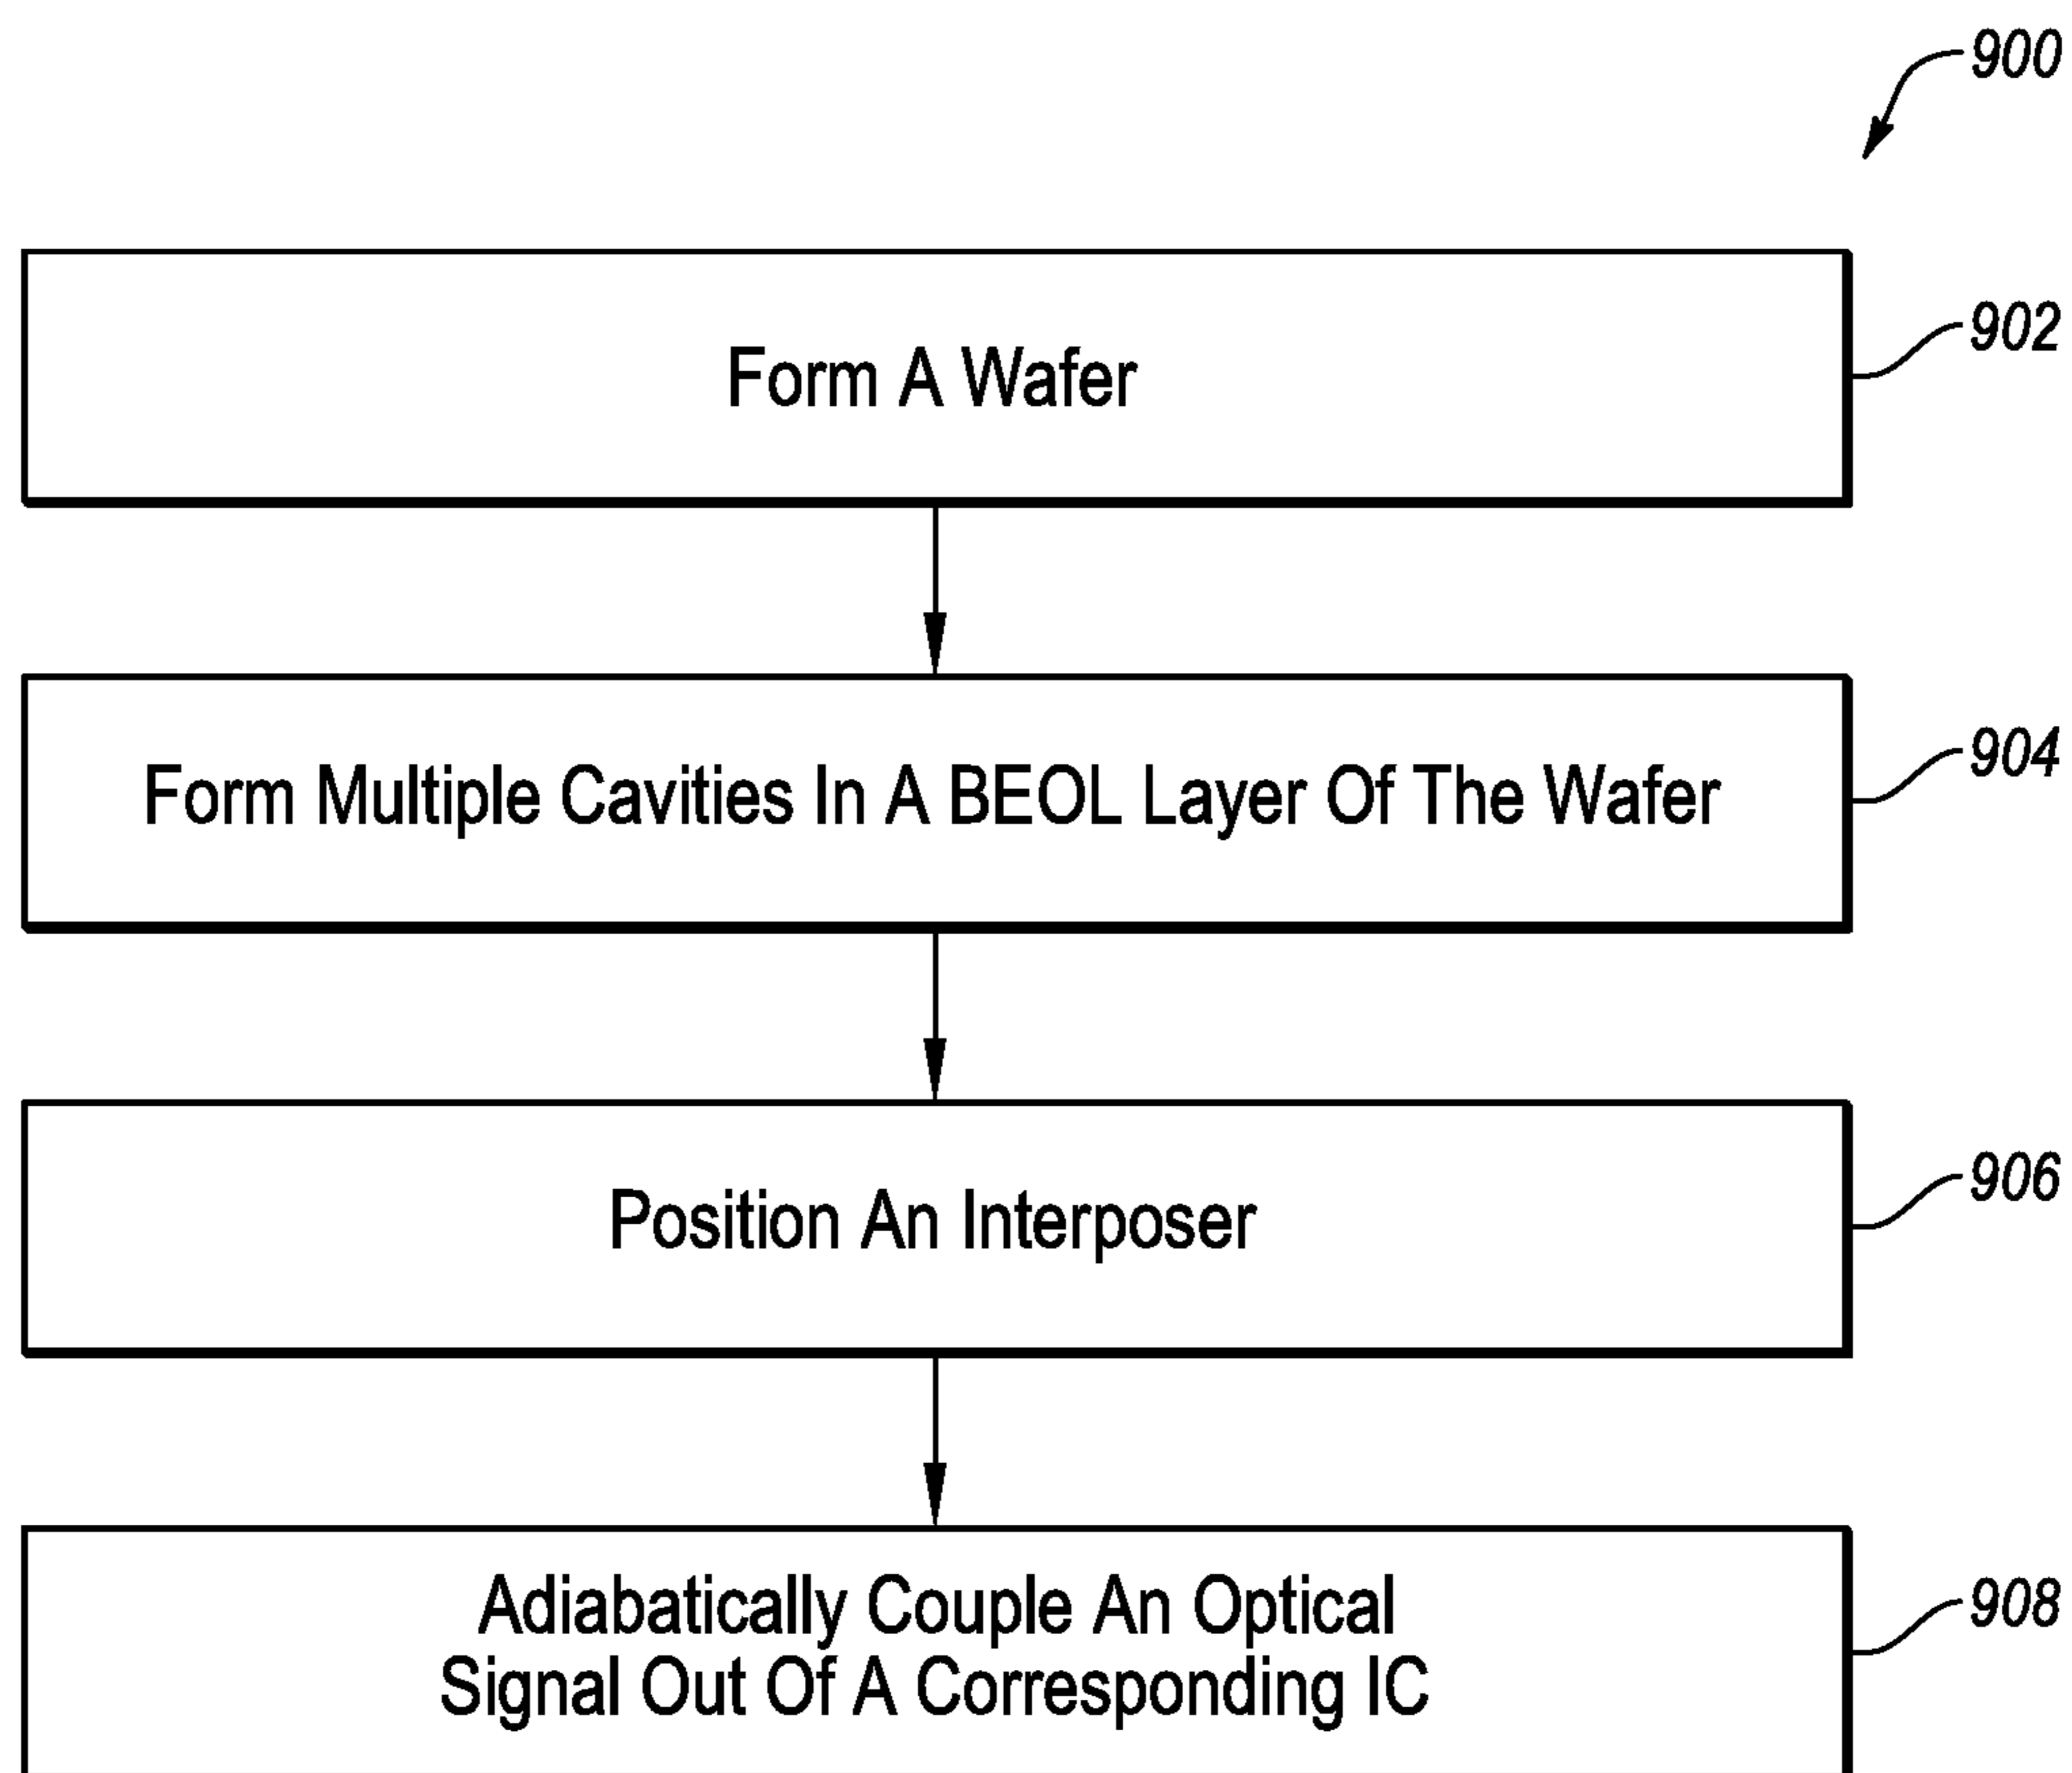 900
Form A Wafer
902
Form Multiple Cavities In A BEOL Layer Of The Wafer
904
Position An Interposer
906
Adiabatically Couple An Optical
Signal Out Of A Corresponding IC
908